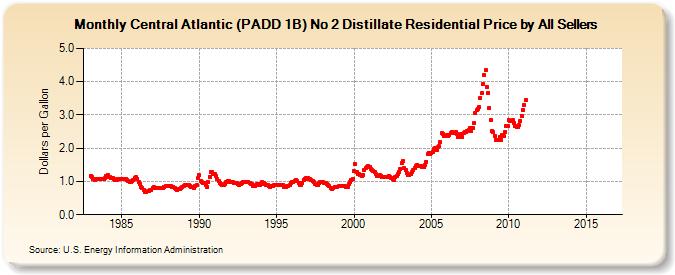 Monthly Central Atlantic (PADD 1B) No 2 Distillate Residential Price by All Sellers
Dollars per Gallon
5.0
4.0
3.0
2.0
1.0
0.0
1985 1990 1995 2000 2005 2010 2015
Source: U.S. Energy Information Administration